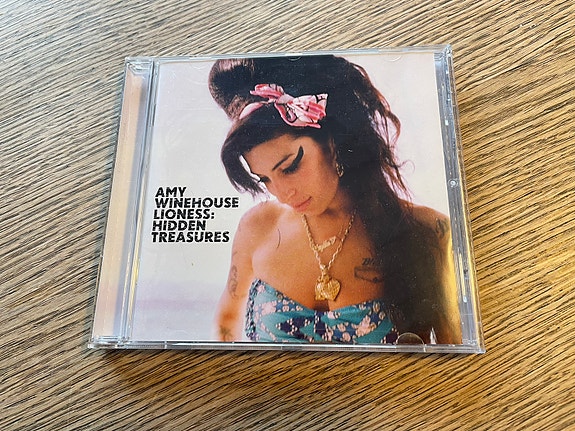 AMY
WINEHOUSE
LIONESS:
HIDDEN
TREASURES